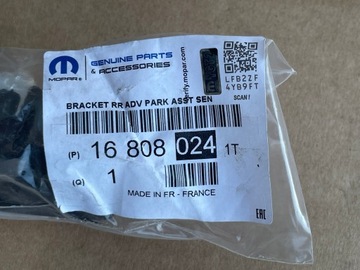 MOPAR
GENUINE PARTS
& ACCESSORIES
LFB2ZF
4YB9FT
SCAN !
BRACKET RR ADV PARK ASST SEN
(P) 16 808 024 1T
(Q) 1
MADE IN FR - FRANCE
EAC